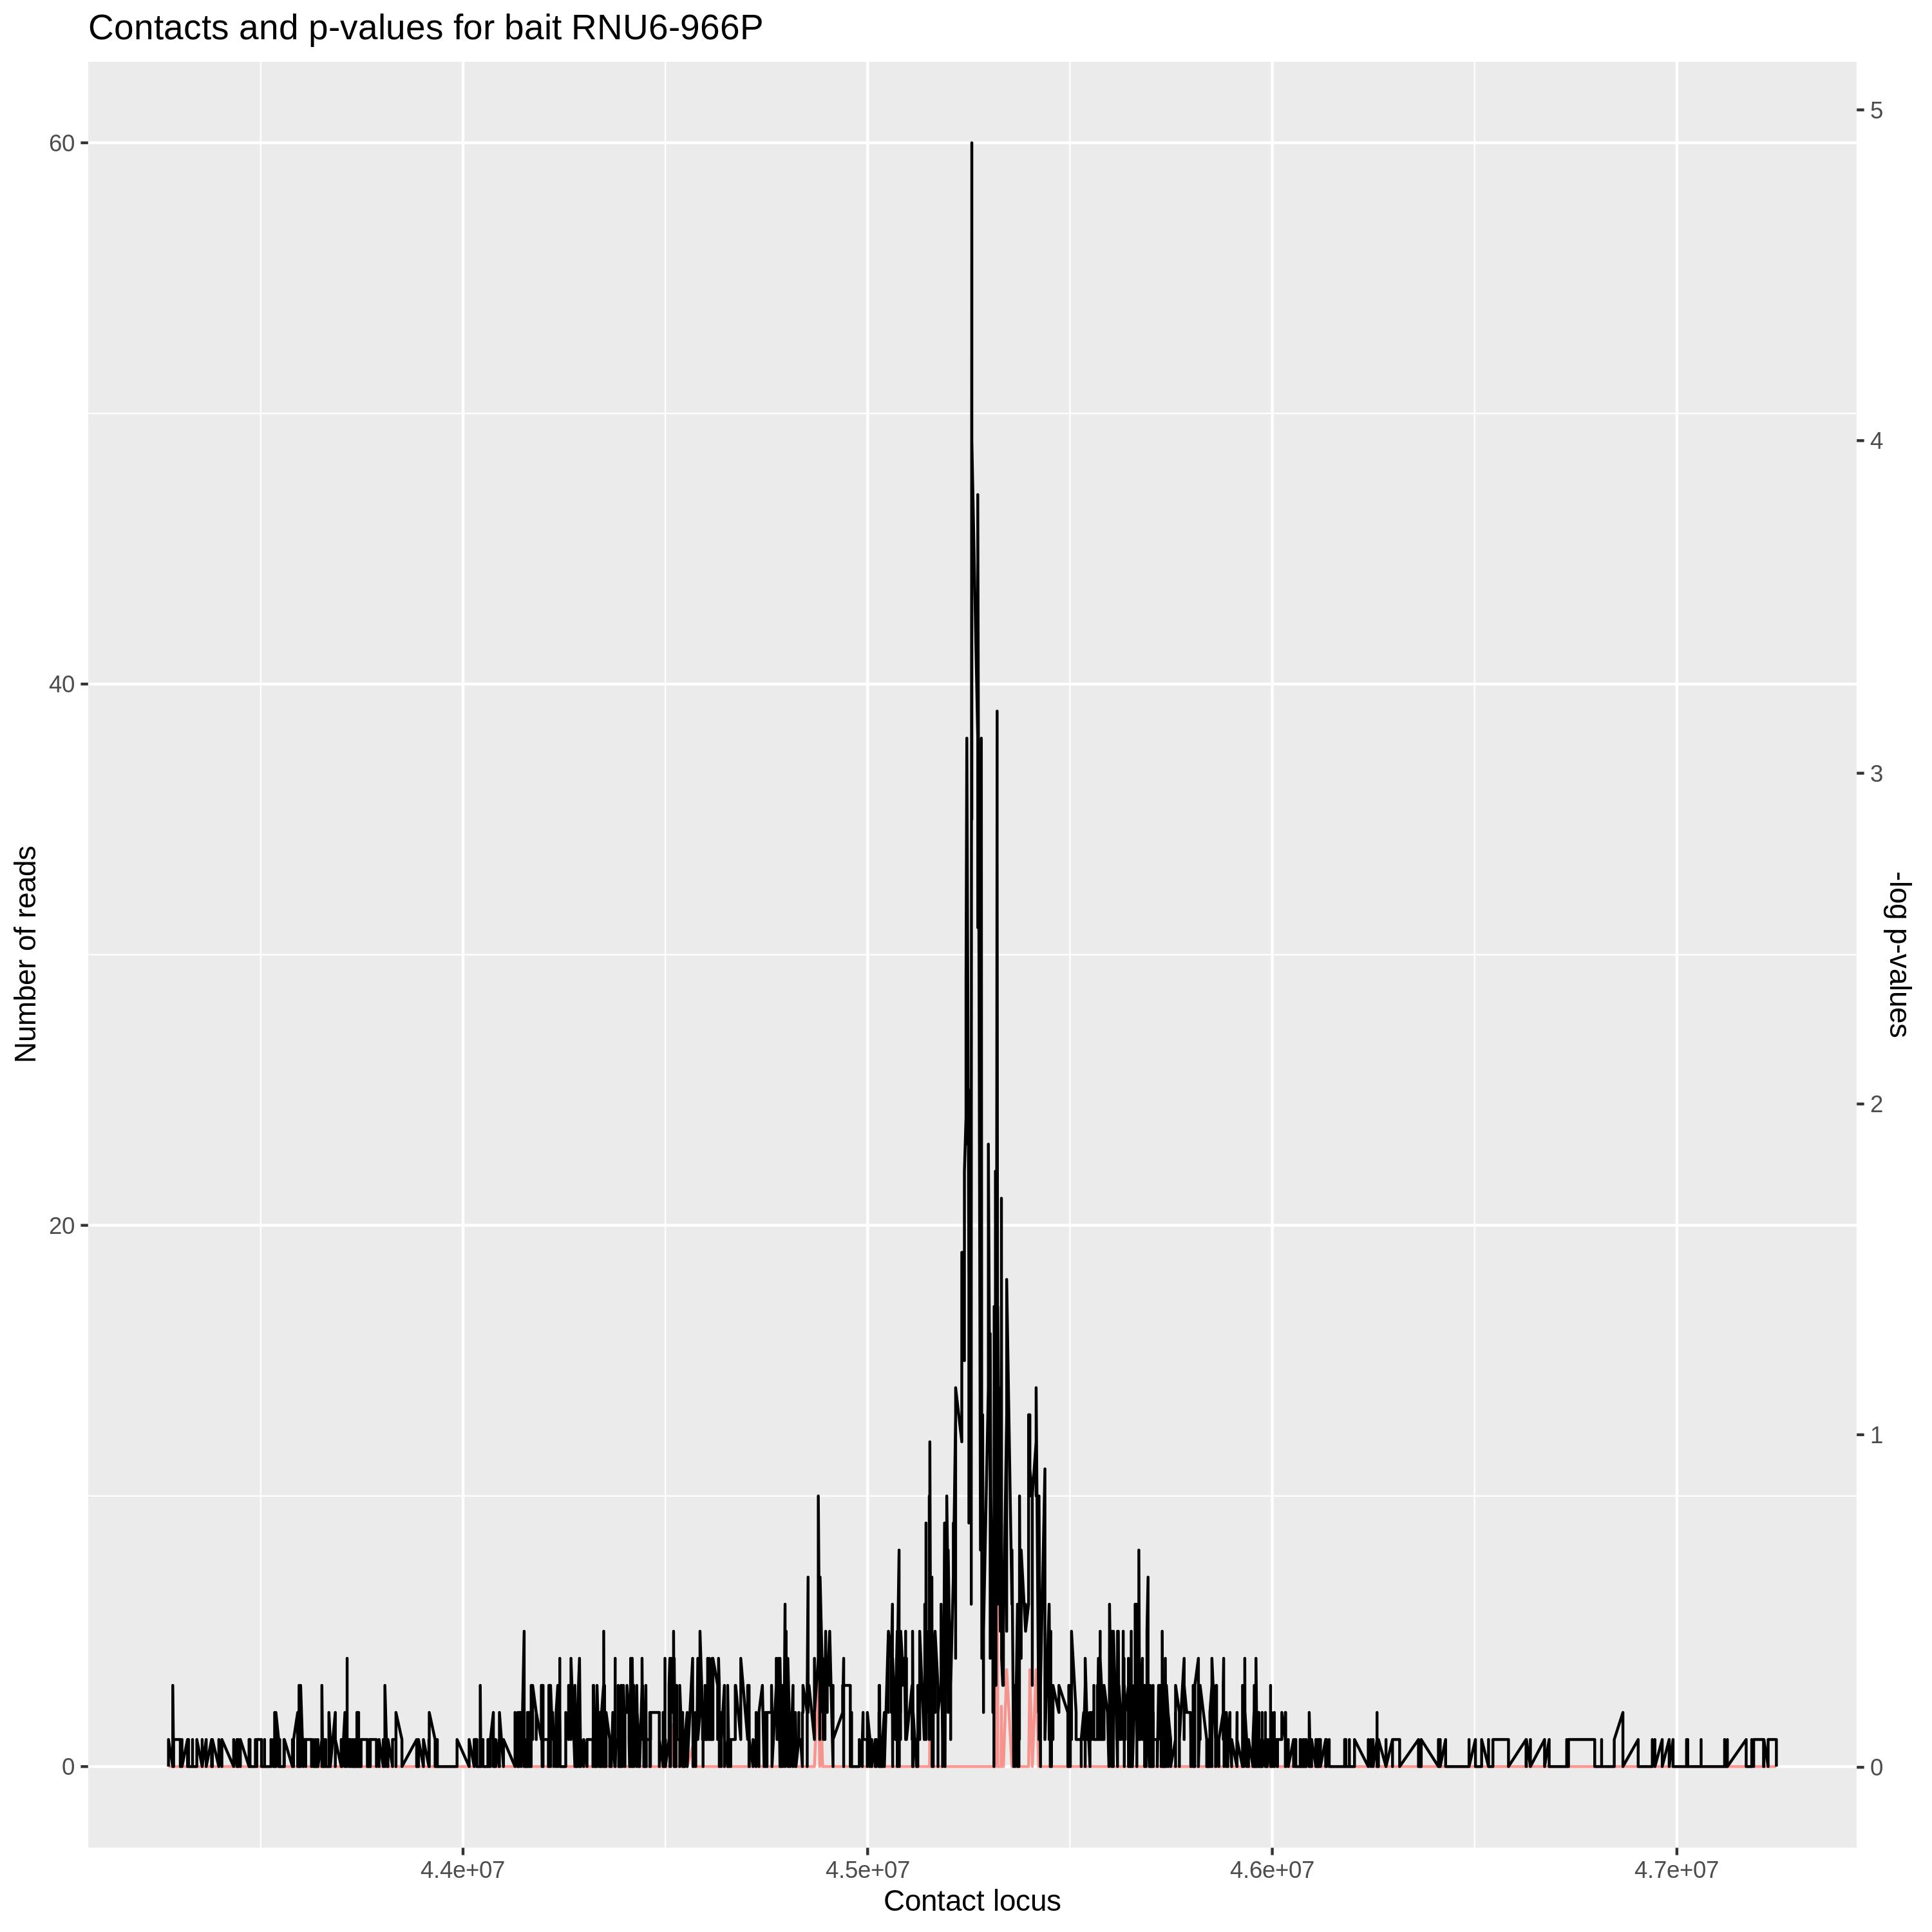 Contacts and p-values for bait RNU6-966P
60
40
20
0
Number of reads
5
4
3
2
1
0
-log p-values
4.4e+07 4.5e+07 4.6e+07 4.7e+07
Contact locus